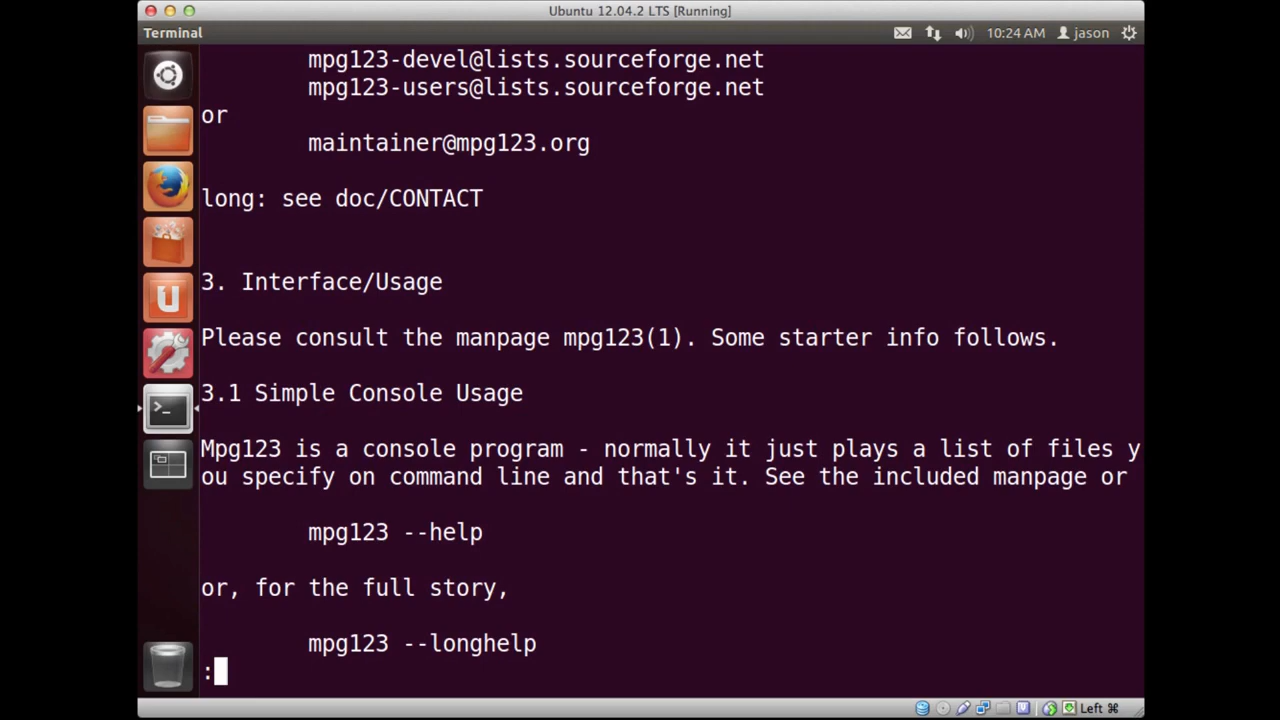 Ubuntu 12.04.2 LTS [Running]
Terminal
10:24 AM
jason
mpg123-devel@lists.sourceforge.net
mpg123-users@lists.sourceforge.net
or
maintainer@mpg123.org
long: see doc/CONTACT
3. Interface/Usage
Please consult the manpage mpg123(1). Some starter info follows.
3.1 Simple Console Usage
Mpg123 is a console program - normally it just plays a list of files y
ou specify on command line and that's it. See the included manpage or
mpg123 --help
or, for the full story,
mpg123 --longhelp
:
Left ⌘